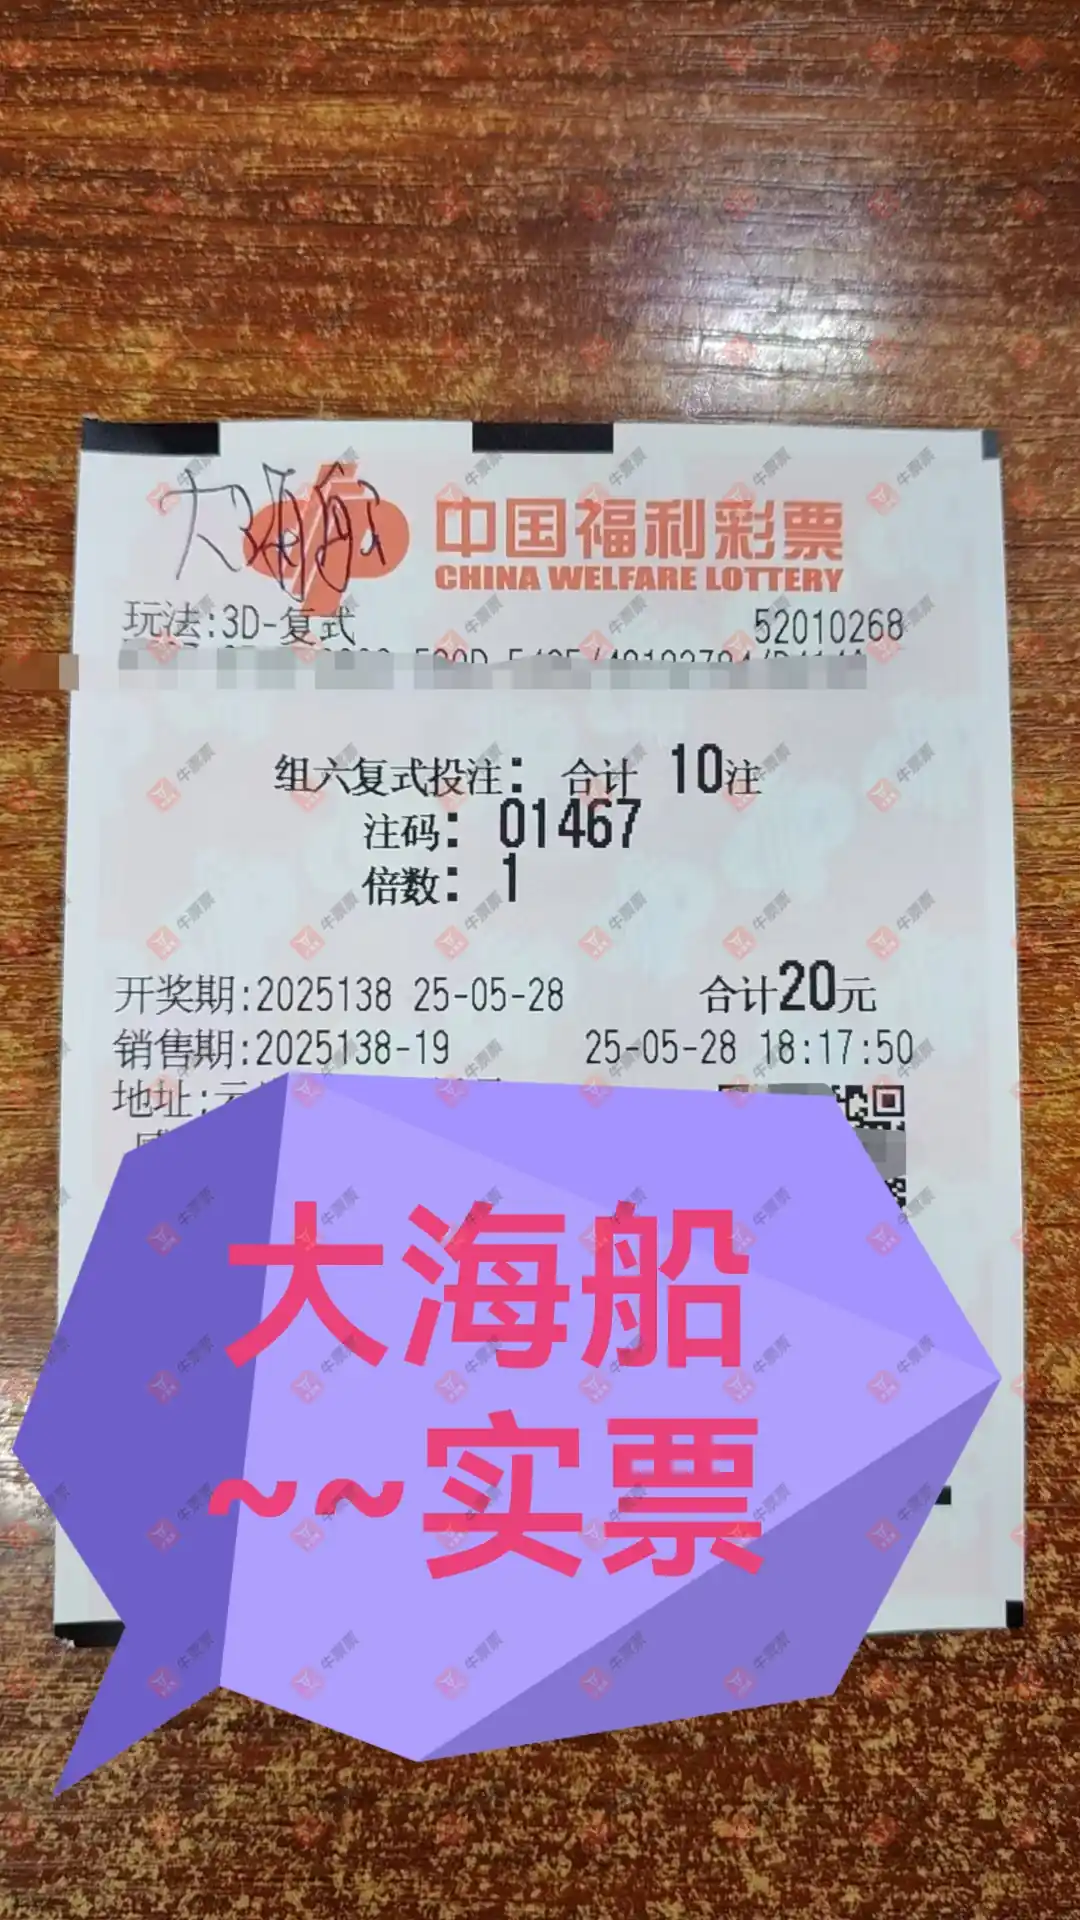 大海船
中国福利彩票
CHINA WELFARE LOTTERY
玩法:3D-复式 52010268
组六复式投注: 合计 10注
注码: 01467
倍数: 1
开奖期:2025138 25-05-28 合计20元
销售期:2025138-19 25-05-28 18:17:50
地址:
大海船
~~实票
牛票票